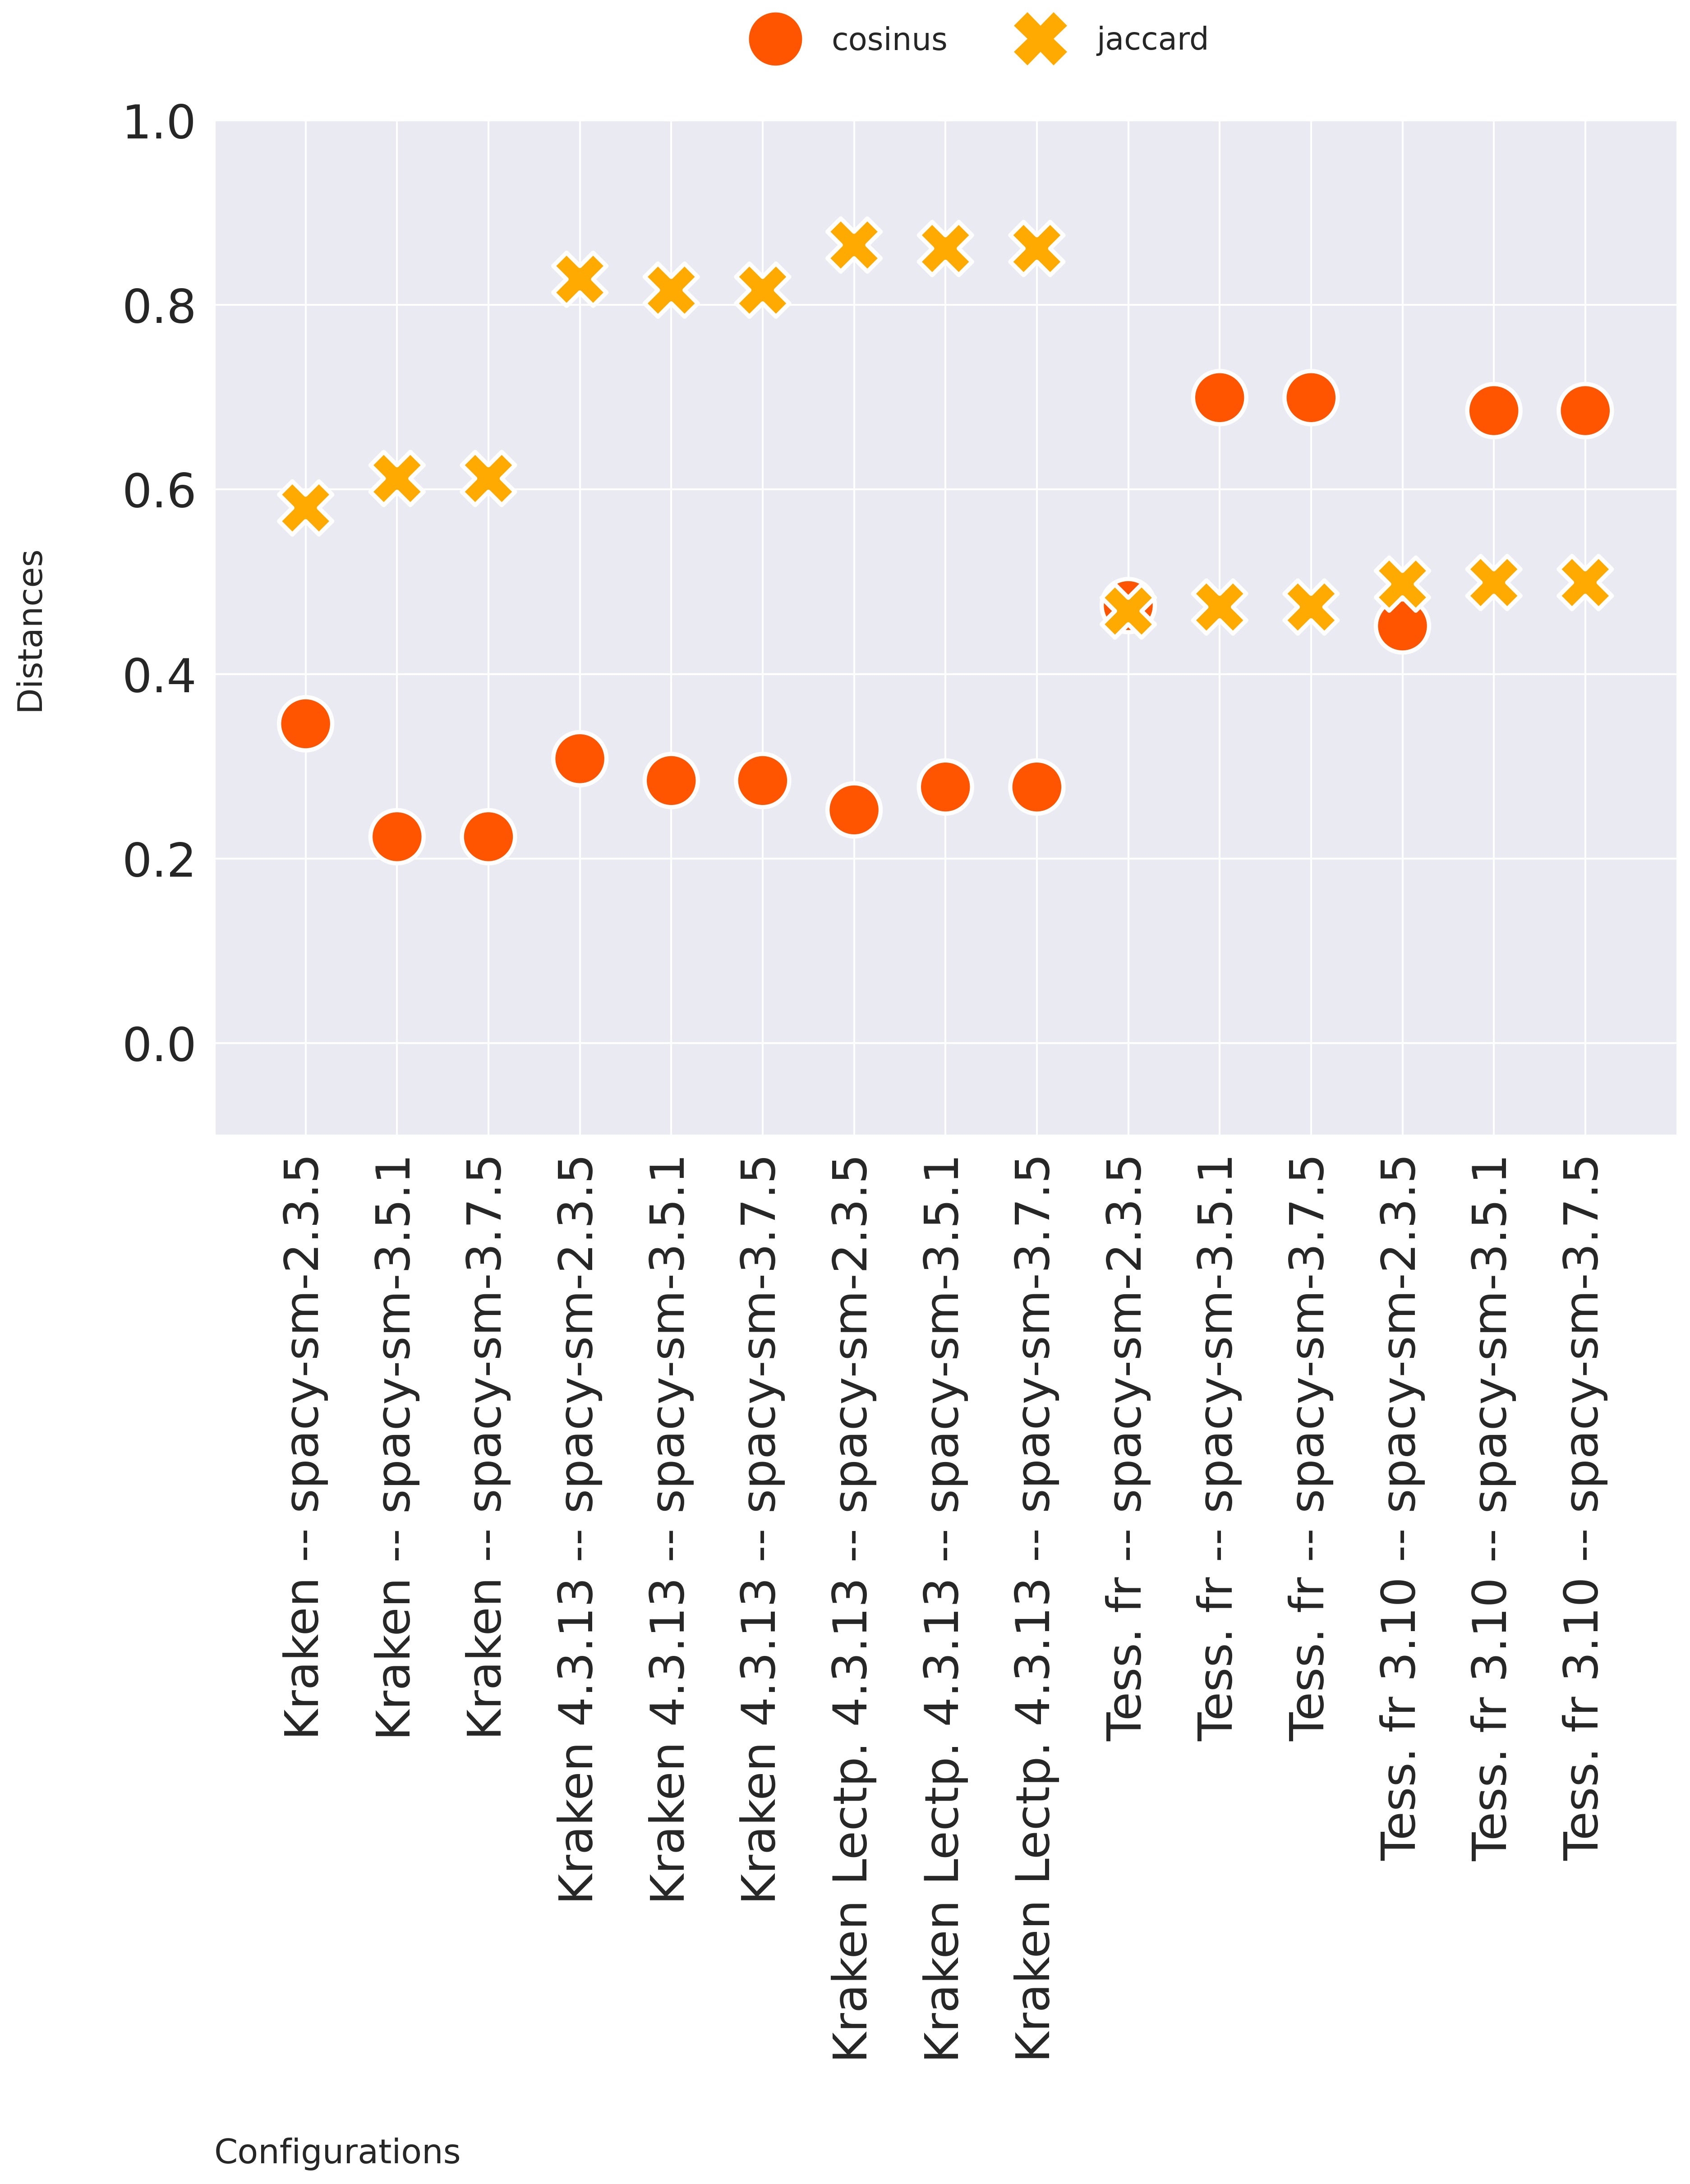 cosinus jaccard
1.0
0.8
0.6
0.4
0.2
0.0
Distances
Kraken -- spacy-sm-2.3.5
Kraken -- spacy-sm-3.5.1
Kraken -- spacy-sm-3.7.5
Kraken 4.3.13 -- spacy-sm-2.3.5
Kraken 4.3.13 -- spacy-sm-3.5.1
Kraken 4.3.13 -- spacy-sm-3.7.5
Kraken Lectp. 4.3.13 -- spacy-sm-2.3.5
Kraken Lectp. 4.3.13 -- spacy-sm-3.5.1
Kraken Lectp. 4.3.13 -- spacy-sm-3.7.5
Tess. fr -- spacy-sm-2.3.5
Tess. fr -- spacy-sm-3.5.1
Tess. fr -- spacy-sm-3.7.5
Tess. fr 3.10 -- spacy-sm-2.3.5
Tess. fr 3.10 -- spacy-sm-3.5.1
Tess. fr 3.10 -- spacy-sm-3.7.5
Configurations